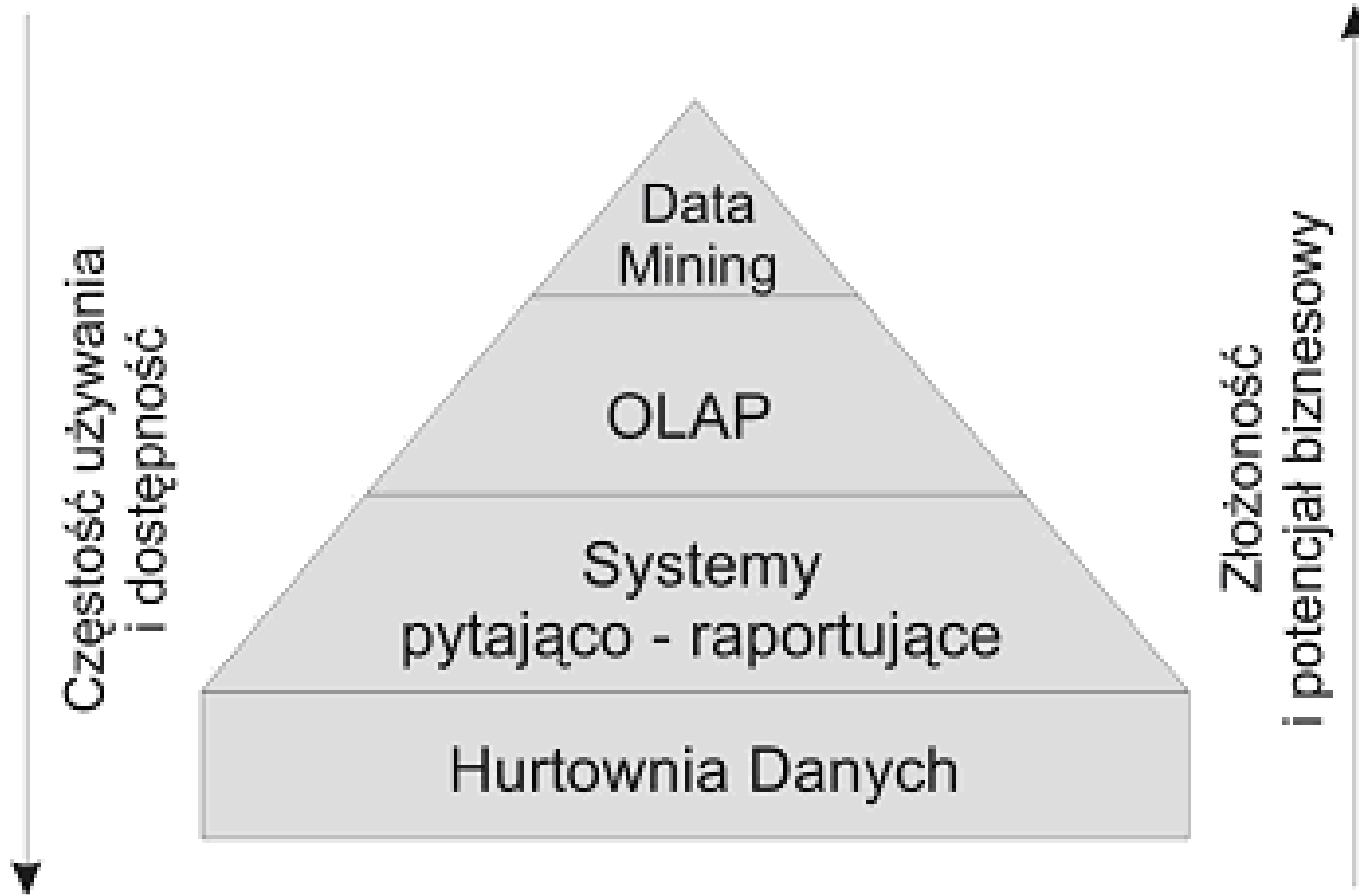 Częstość używania
i dostępność
Data
Mining
OLAP
Systemy
pytająco - raportujące
Hurtownia Danych
Złożoność
i potencjał biznesowy